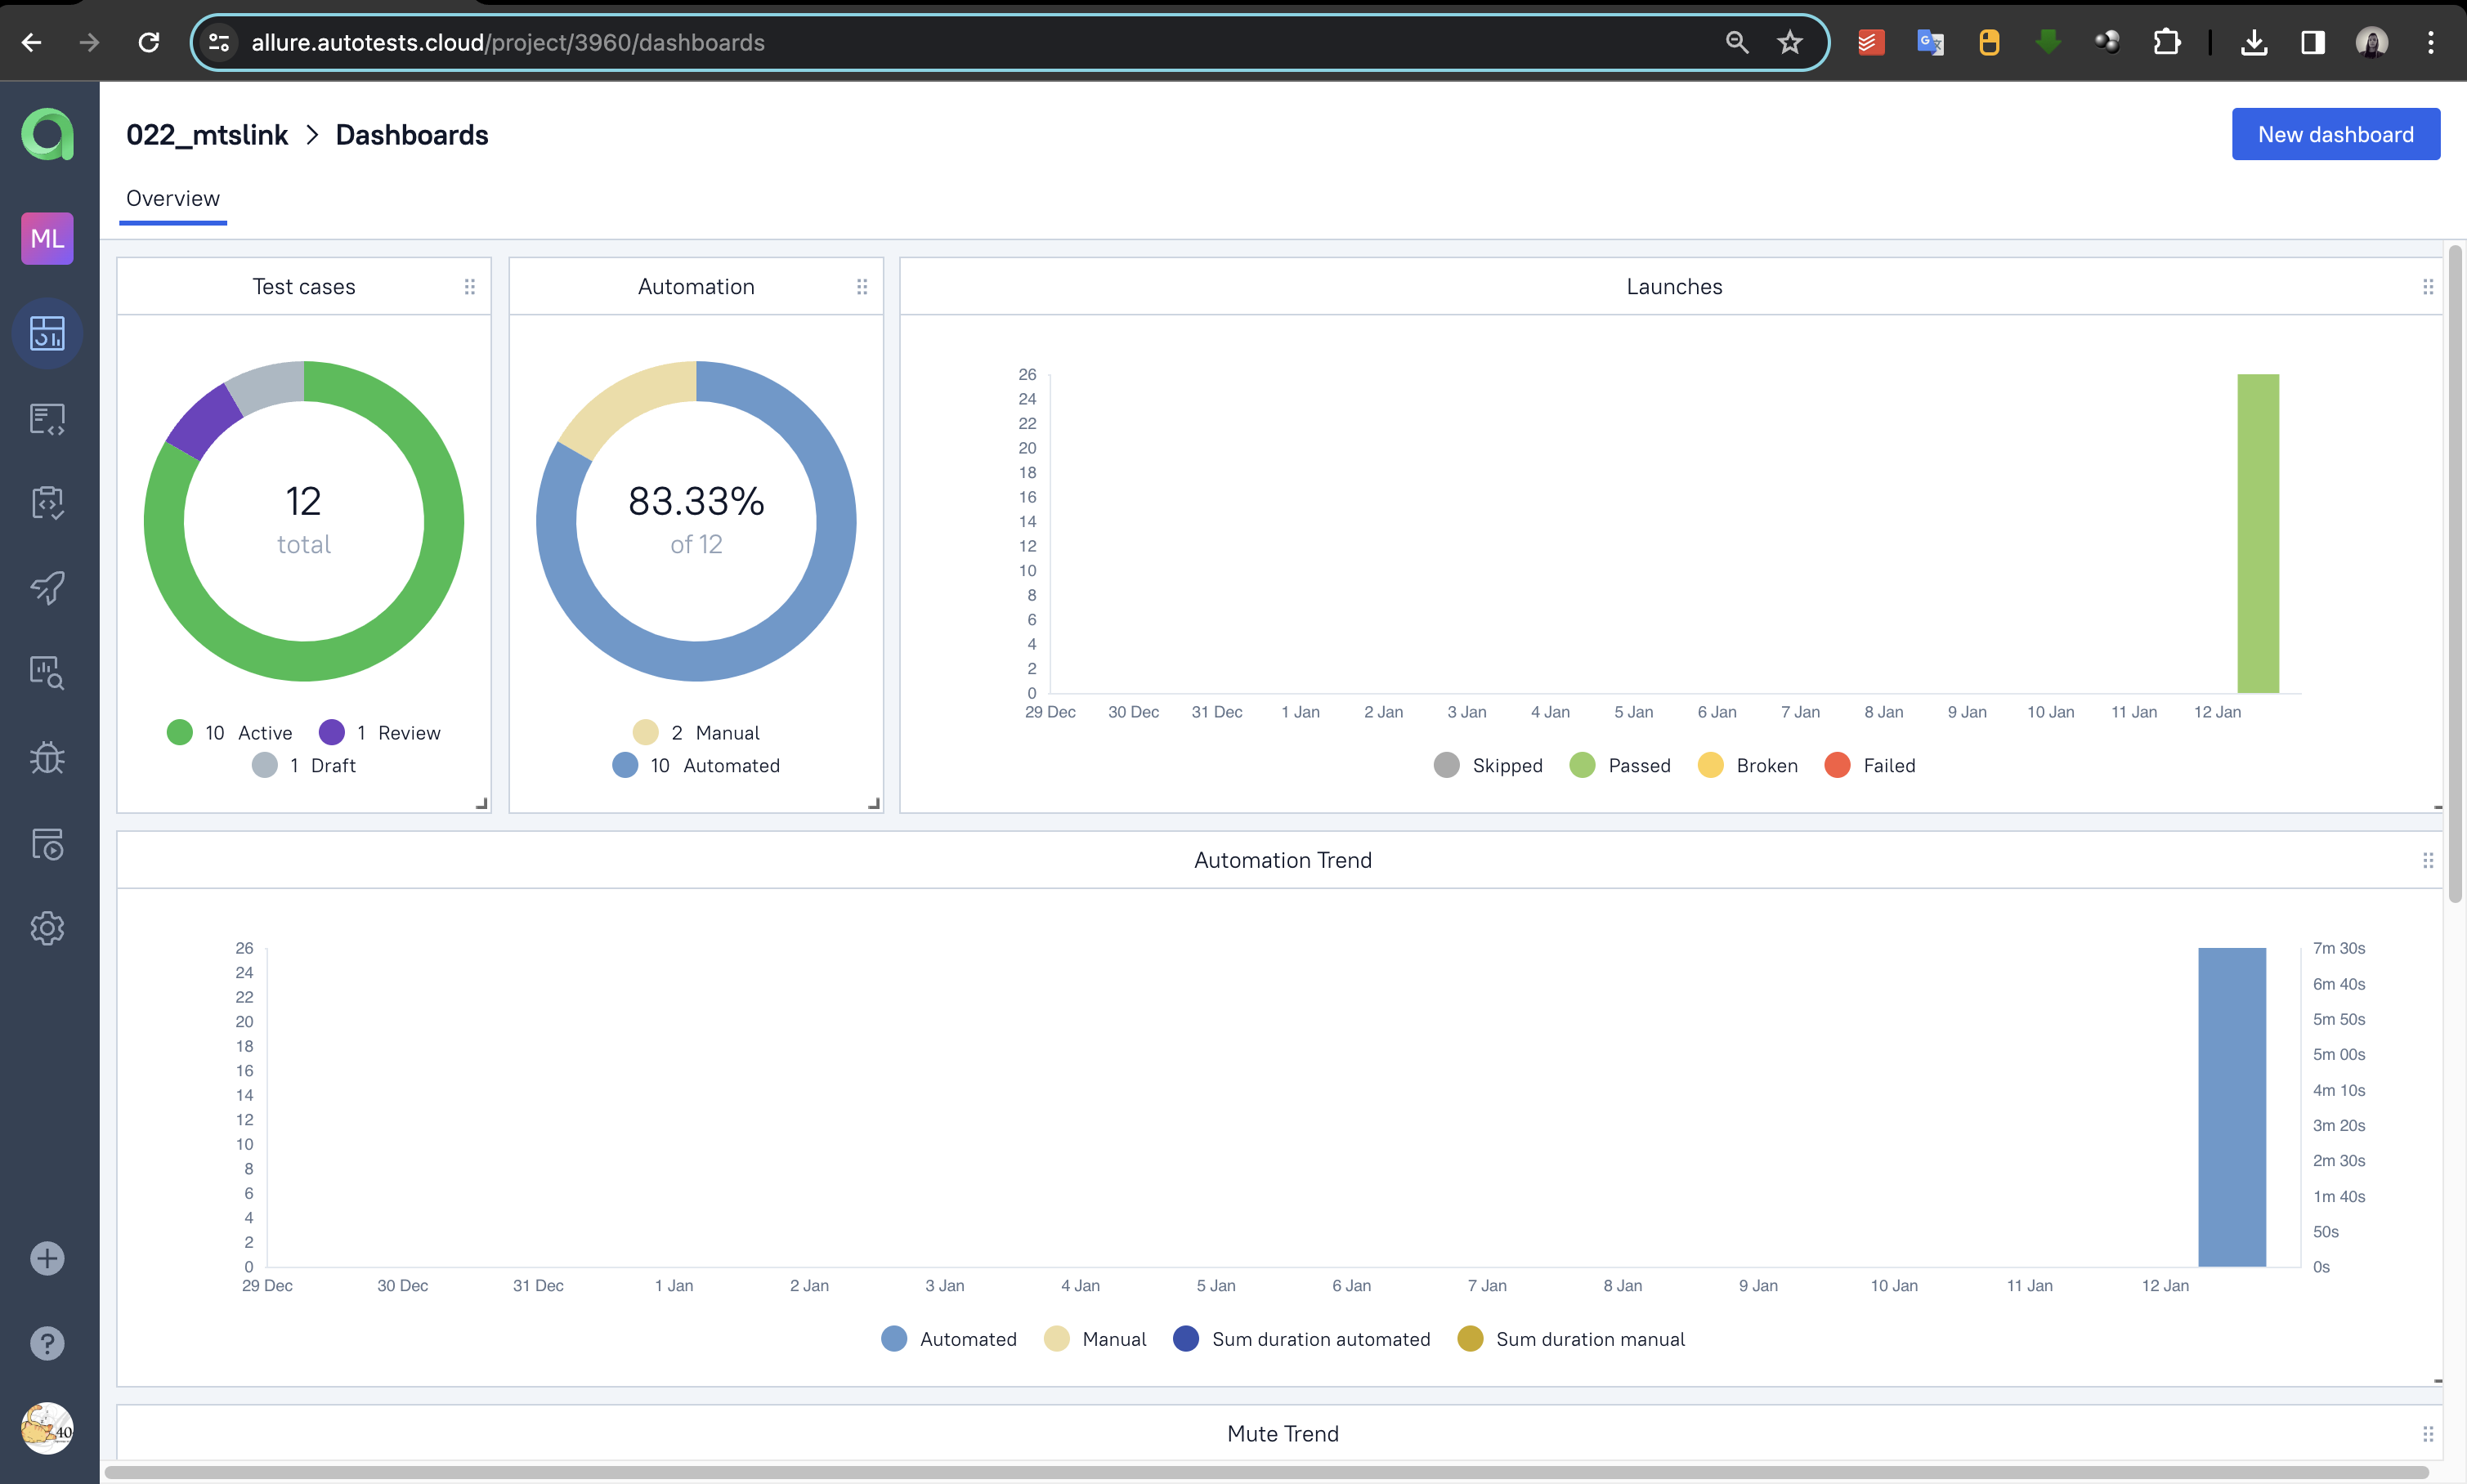 allure.autotests.cloud/project/3960/dashboards
022_mtslink > Dashboards
New dashboard
Overview
ML
Test cases
12
total
10 Active
1 Review
1 Draft
Automation
83.33%
of 12
2 Manual
10 Automated
Launches
26
24
22
20
18
16
14
12
10
8
6
4
2
0
29 Dec 30 Dec 31 Dec 1 Jan 2 Jan 3 Jan 4 Jan 5 Jan 6 Jan 7 Jan 8 Jan 9 Jan 10 Jan 11 Jan 12 Jan
Skipped Passed Broken Failed
Automation Trend
26
24
22
20
18
16
14
12
10
8
6
4
2
0
7m 30s
6m 40s
5m 50s
5m 00s
4m 10s
3m 20s
2m 30s
1m 40s
50s
0s
29 Dec 30 Dec 31 Dec 1 Jan 2 Jan 3 Jan 4 Jan 5 Jan 6 Jan 7 Jan 8 Jan 9 Jan 10 Jan 11 Jan 12 Jan
Automated Manual Sum duration automated Sum duration manual
Mute Trend
40